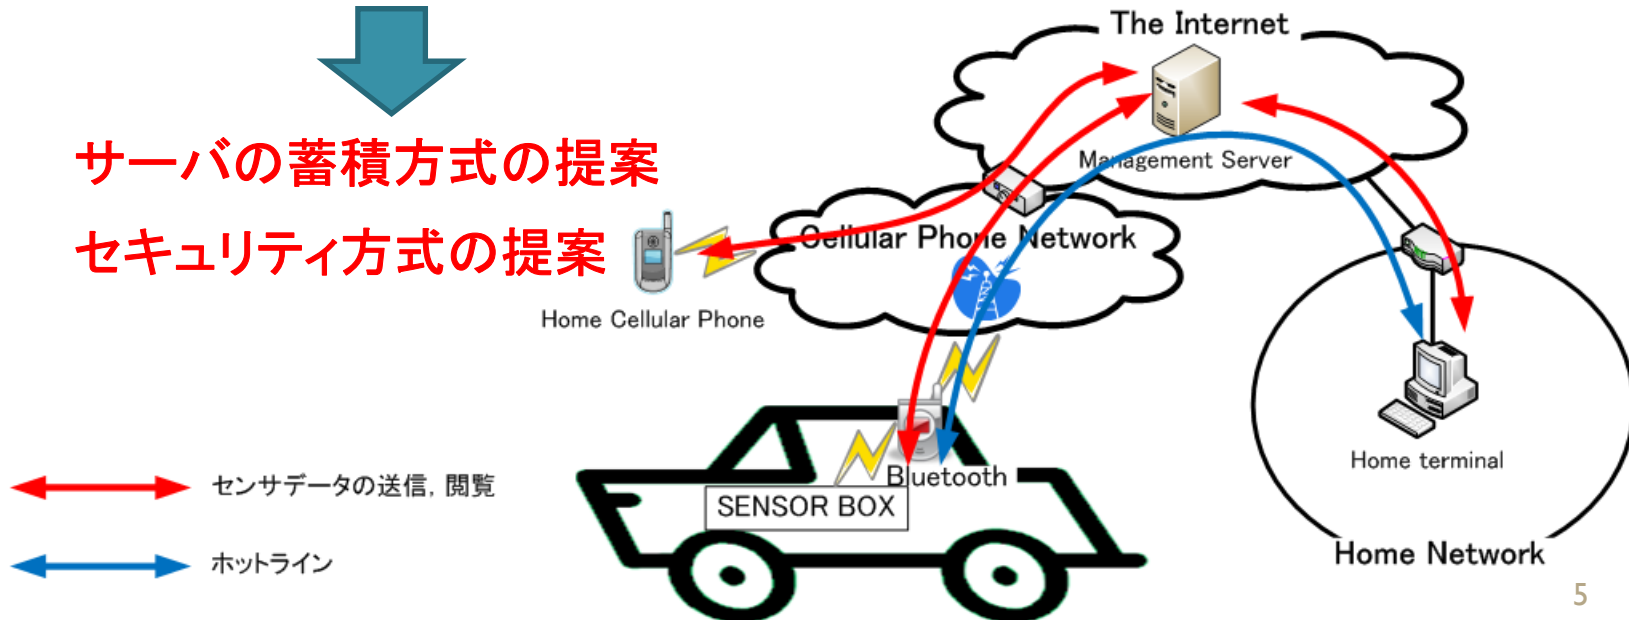 The Internet
サーバの蓄積方式の提案
Management Server
セキュリティ方式の提案
Cellular Phone Network
Home Cellular Phone
Bluetooth
Home terminal
センサデータの送信, 閲覧
SENSOR BOX
ホットライン
Home Network
5